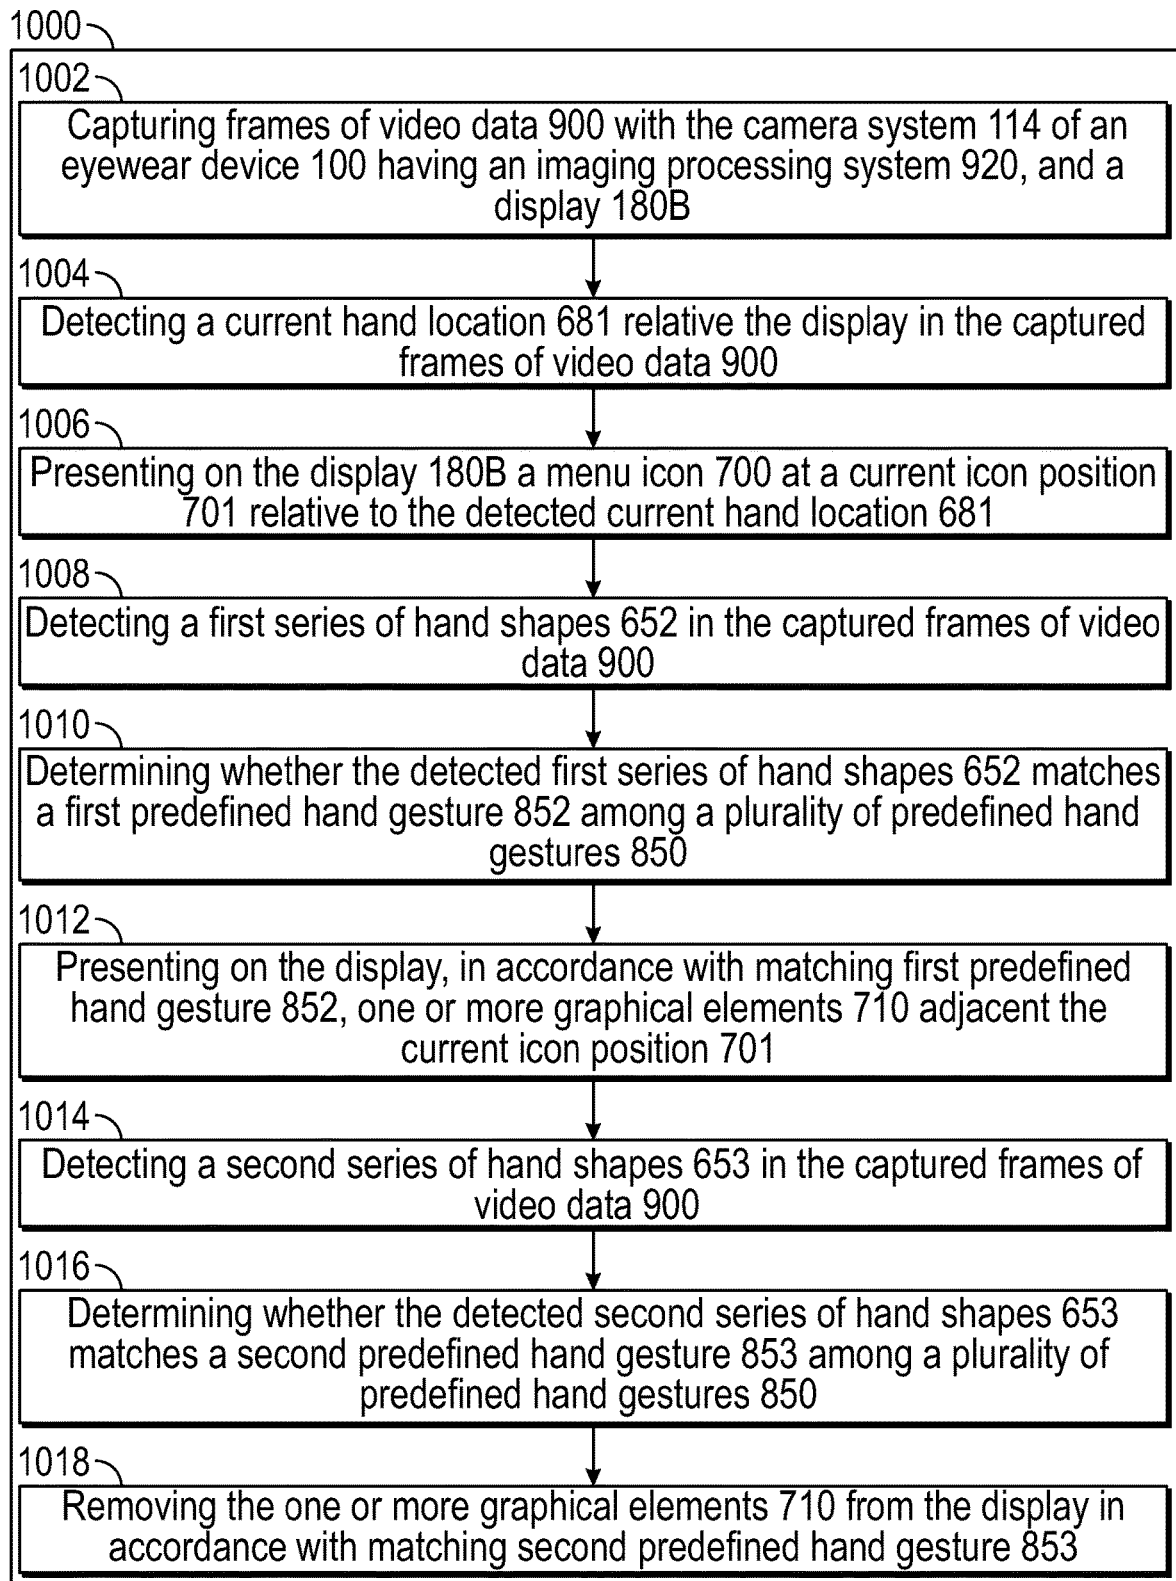 1000
1002
Capturing frames of video data 900 with the camera system 114 of an
eyewear device 100 having an imaging processing system 920, and a
display 180B
1004
Detecting a current hand location 681 relative the display in the captured
frames of video data 900
1006
Presenting on the display 180B a menu icon 700 at a current icon position
701 relative to the detected current hand location 681
1008
Detecting a first series of hand shapes 652 in the captured frames of video
data 900
1010
Determining whether the detected first series of hand shapes 652 matches
a first predefined hand gesture 852 among a plurality of predefined hand
gestures 850
1012
Presenting on the display, in accordance with matching first predefined
hand gesture 852, one or more graphical elements 710 adjacent the
current icon position 701
1014
Detecting a second series of hand shapes 653 in the captured frames of
video data 900
1016
Determining whether the detected second series of hand shapes 653
matches a second predefined hand gesture 853 among a plurality of
predefined hand gestures 850
1018
Removing the one or more graphical elements 710 from the display in
accordance with matching second predefined hand gesture 853